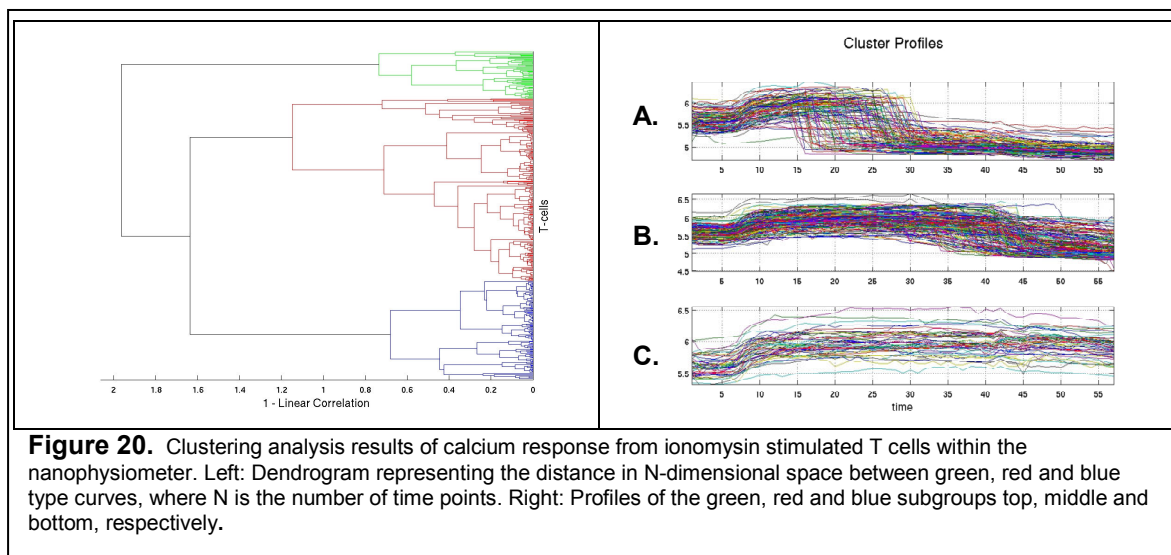 T-cells
2 1.8 1.6 1.4 1.2 1 0.8 0.6 0.4 0.2 0
1 - Linear Correlation
Cluster Profiles
A.
6
5.5
5
5 10 15 20 25 30 35 40 45 50 55
B.
6.5
6
5.5
5
4.5
5 10 15 20 25 30 35 40 45 50 55
C.
6.5
6
5.5
5 10 15 20 25 30 35 40 45 50 55
time
Figure 20. Clustering analysis results of calcium response from ionomysin stimulated T cells within the
nanophysiometer. Left: Dendrogram representing the distance in N-dimensional space between green, red and blue
type curves, where N is the number of time points. Right: Profiles of the green, red and blue subgroups top, middle and
bottom, respectively.